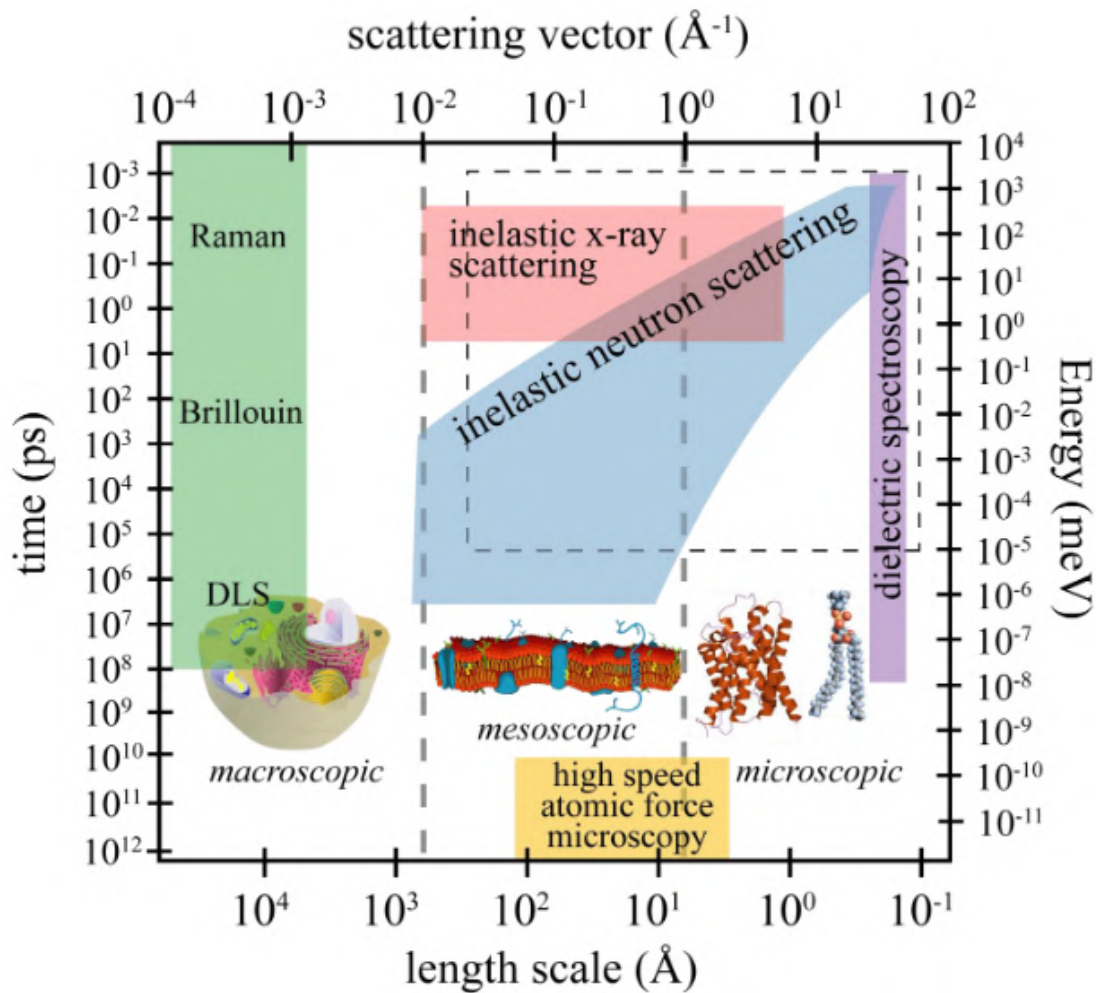 scattering vector (Å⁻¹)
10⁻⁴ 10⁻³ 10⁻² 10⁻¹ 10⁰ 10¹ 10²
10⁻³
10⁻²
10⁻¹
10⁰
10¹
10²
10³
10⁴
10⁵
10⁶
10⁷
10⁸
10⁹
10¹⁰
10¹¹
10¹²
time (ps)
Raman
Brillouin
DLS
inelastic x-ray
scattering
inelastic neutron scattering
dielectric spectroscopy
macroscopic
mesoscopic
microscopic
high speed
atomic force
microscopy
10⁴
10³
10²
10¹
10⁰
10⁻¹
10⁻²
10⁻³
10⁻⁴
10⁻⁵
10⁻⁶
10⁻⁷
10⁻⁸
10⁻⁹
10⁻¹⁰
10⁻¹¹
Energy (meV)
10⁴ 10³ 10² 10¹ 10⁰ 10⁻¹
length scale (Å)